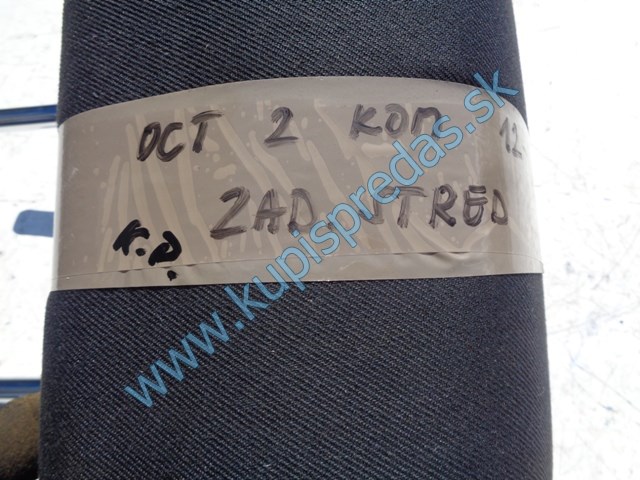 OCT 2 KOM 12
ZAD. STRED
K.D.
www.kupispredas.sk